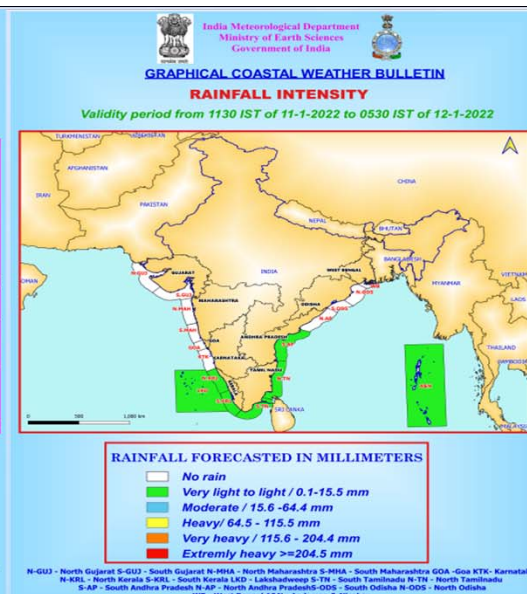 India Meteorological Department
Ministry of Earth Sciences
Government of India
GRAPHICAL COASTAL WEATHER BULLETIN
RAINFALL INTENSITY
Validity period from 1130 IST of 11-1-2022 to 0530 IST of 12-1-2022
TURKMENISTAN
AFGHANISTAN
CHINA
IRAN
PAKISTAN
NEPAL
BHUTAN
BANGLADESH
N-GUJ
GUJARAT
INDIA
WEST BENGAL
MYANMAR
VIETNAM
OMAN
S-GUJ
MAHARASHTRA
ODISHA
N-ODS
LAOS
N-MAH
S-ODS
S-MAH
N-AP
THAILAND
GOA
GOA
ANDHRA PRADESH
S-AP
KTK
KARNATAKA
CAMBODIA
N-KRL
TAMIL NADU
N-TN
LKD
KERALA
S-KRL
S-TN
SRI LANKA
0 500 1,000 km
RAINFALL FORECASTED IN MILLIMETERS
No rain
Very light to light / 0.1-15.5 mm
Moderate / 15.6 -64.4 mm
Heavy/ 64.5 - 115.5 mm
Very heavy / 115.6 - 204.4 mm
Extremly heavy >=204.5 mm
N-GUJ - North Gujarat S-GUJ - South Gujarat N-MHA - North Maharashtra S-MHA - South Maharashtra GOA -Goa KTK- Karnatak
N-KRL - North Kerala S-KRL - South Kerala LKD - Lakshadweep S-TN - South Tamilnadu N-TN - North Tamilnadu
S-AP - South Andhra Pradesh N-AP - North Andhra PradeshS-ODS - South Odisha N-ODS - North Odisha